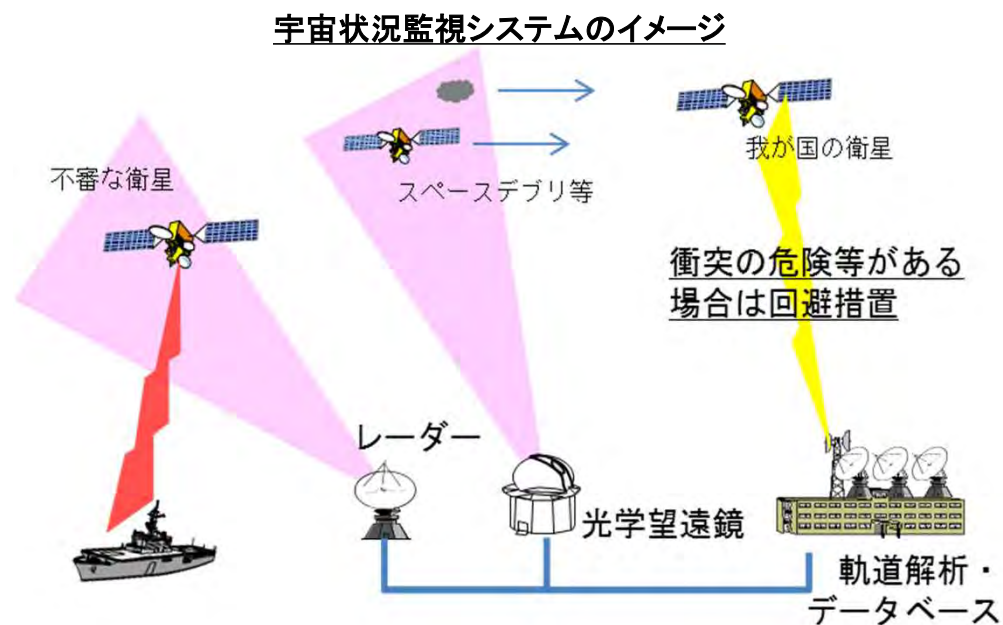 宇宙状況監視システムのイメージ
不審な衛星
スペースデブリ等
我が国の衛星
衝突の危険等がある
場合は回避措置
レーダー
光学望遠鏡
軌道解析・
データベース